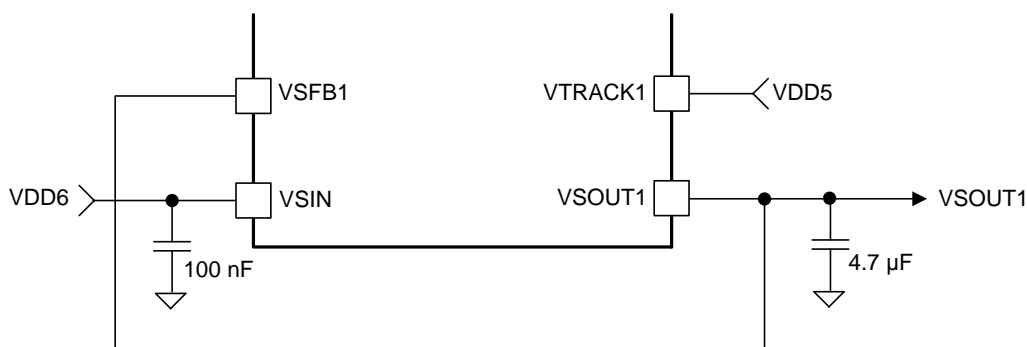 VSFB1
VTRACK1
VDD5
VDD6
VSIN
VSOUT1
VSOUT1
100 nF
4.7 µF